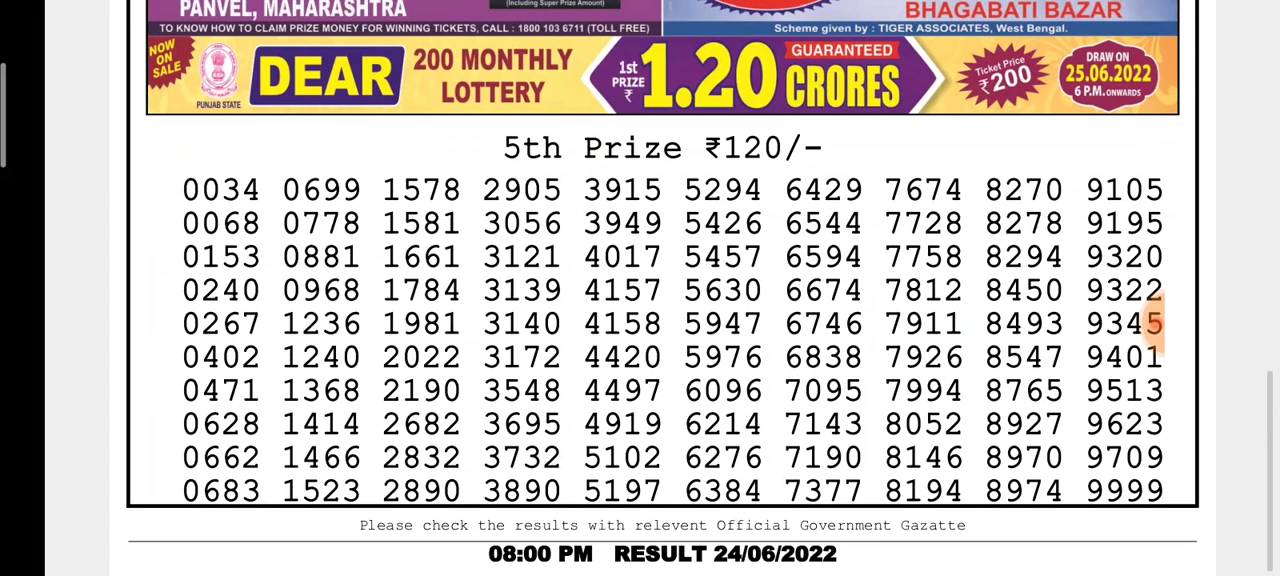 PANVEL, MAHARASHTRA
(Including Super Prize Amount)
BHAGABATI BAZAR
TO KNOW HOW TO CLAIM PRIZE MONEY FOR WINNING TICKETS, CALL : 1800 103 6711 (TOLL FREE)
Scheme given by : TIGER ASSOCIATES, West Bengal.
NOW ON SALE
PUNJAB STATE
DEAR
200 MONTHLY
LOTTERY
1st
PRIZE
₹
1.20
GUARANTEED
CRORES
Ticket Price
₹200
DRAW ON
25.06.2022
6 P.M. ONWARDS
5th Prize ₹120/-
0034 0699 1578 2905 3915 5294 6429 7674 8270 9105
0068 0778 1581 3056 3949 5426 6544 7728 8278 9195
0153 0881 1661 3121 4017 5457 6594 7758 8294 9320
0240 0968 1784 3139 4157 5630 6674 7812 8450 9322
0267 1236 1981 3140 4158 5947 6746 7911 8493 9345
0402 1240 2022 3172 4420 5976 6838 7926 8547 9401
0471 1368 2190 3548 4497 6096 7095 7994 8765 9513
0628 1414 2682 3695 4919 6214 7143 8052 8927 9623
0662 1466 2832 3732 5102 6276 7190 8146 8970 9709
0683 1523 2890 3890 5197 6384 7377 8194 8974 9999
Please check the results with relevent Official Government Gazatte
08:00 PM RESULT 24/06/2022